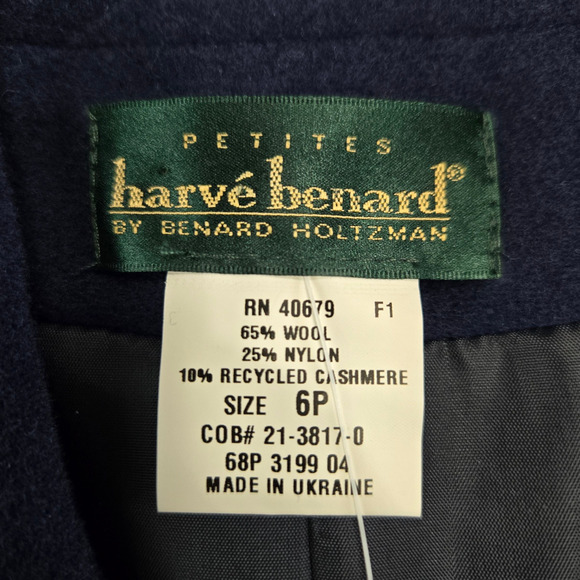 PETITES
harvé benard®
BY BENARD HOLTZMAN
RN 40679 F1
65% WOOL
25% NYLON
10% RECYCLED CASHMERE
SIZE 6P
COB# 21-3817-0
68P 3199 04
MADE IN UKRAINE